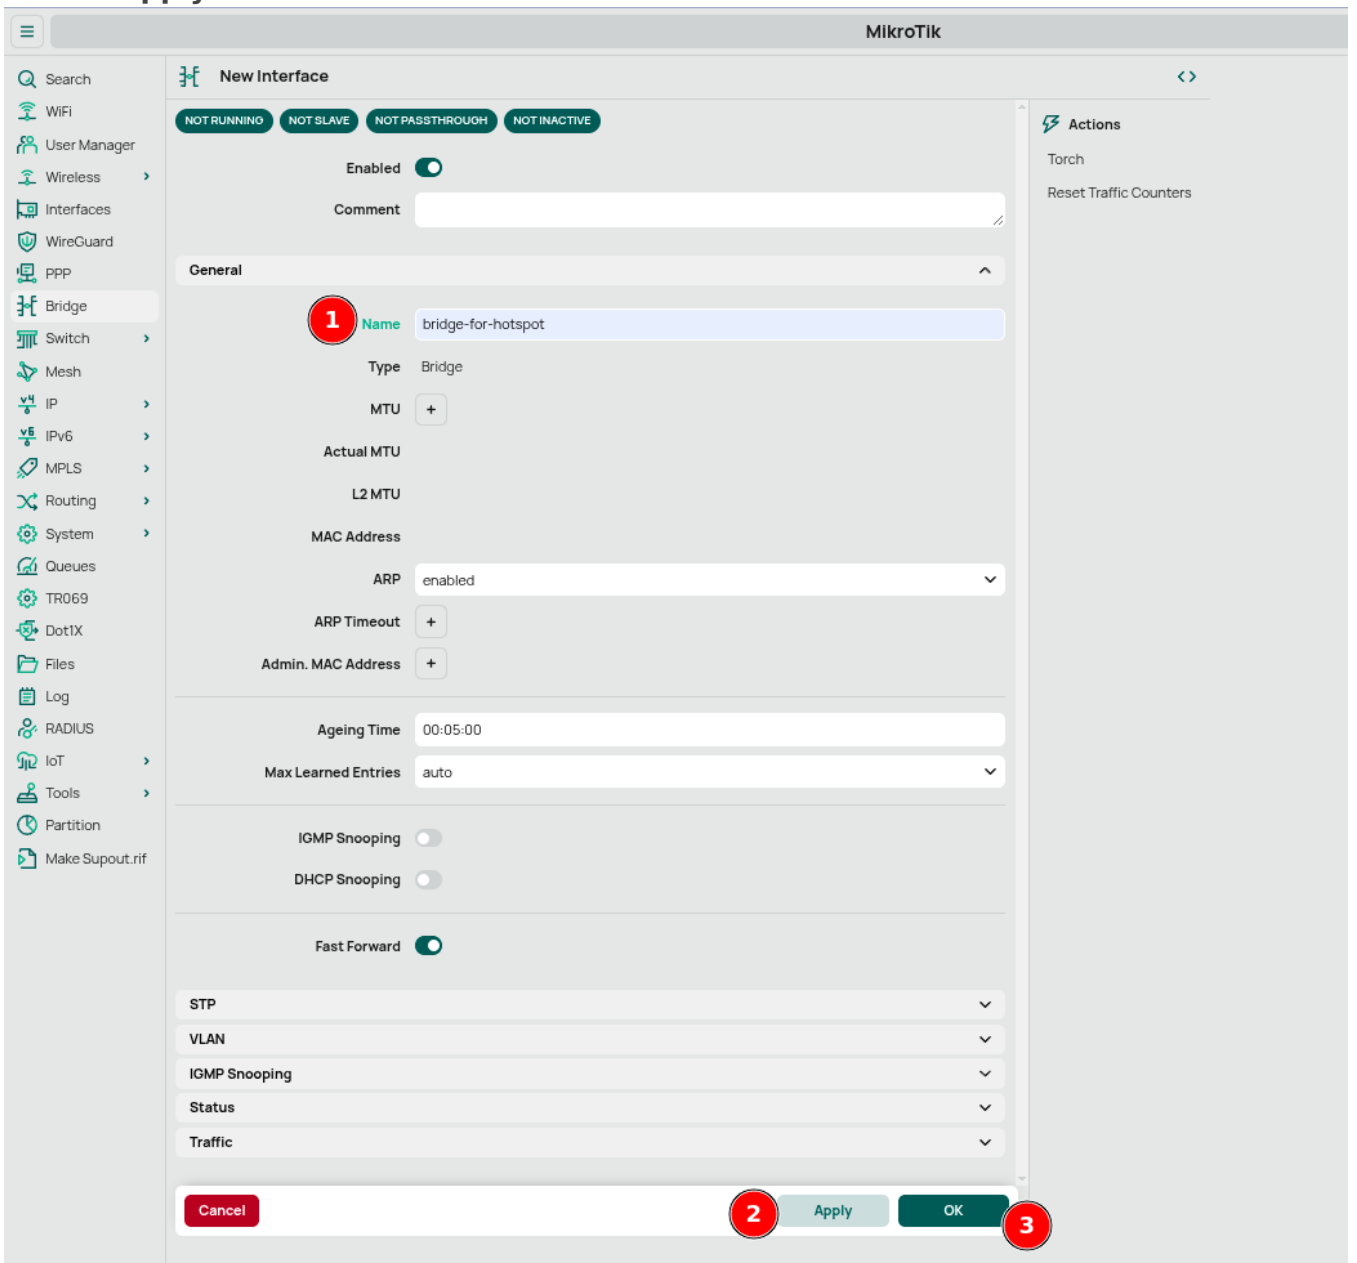 MikroTik
Search
WiFi
User Manager
Wireless
Interfaces
WireGuard
PPP
Bridge
Switch
Mesh
IP
IPv6
MPLS
Routing
System
Queues
TR069
Dot1X
Files
Log
RADIUS
IoT
Tools
Partition
Make Supout.rif
New Interface
NOT RUNNING NOT SLAVE NOT PASSTHROUGH NOT INACTIVE
Enabled
Comment
General
1 Name bridge-for-hotspot
Type Bridge
MTU +
Actual MTU
L2 MTU
MAC Address
ARP enabled
ARP Timeout +
Admin. MAC Address +
Ageing Time 00:05:00
Max Learned Entries auto
IGMP Snooping
DHCP Snooping
Fast Forward
STP
VLAN
IGMP Snooping
Status
Traffic
Cancel 2 Apply OK 3
Actions
Torch
Reset Traffic Counters